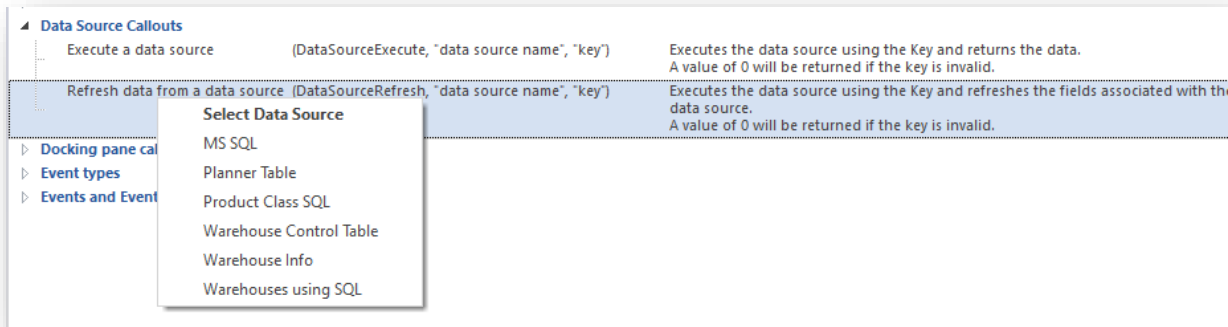 Data Source Callouts
Execute a data source (DataSourceExecute, "data source name", "key") Executes the data source using the Key and returns the data.
A value of 0 will be returned if the key is invalid.
Refresh data from a data source (DataSourceRefresh, "data source name", "key") Executes the data source using the Key and refreshes the fields associated with the
data source.
A value of 0 will be returned if the key is invalid.
Select Data Source
MS SQL
Planner Table
Product Class SQL
Warehouse Control Table
Warehouse Info
Warehouses using SQL
Docking pane cal
Event types
Events and Event